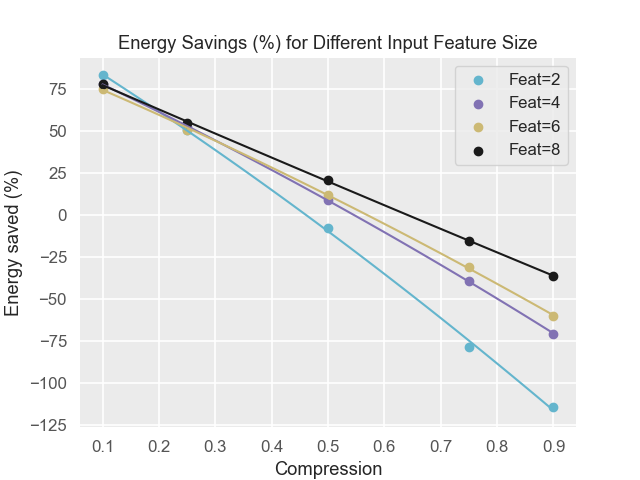 Energy Savings (%) for Different Input Feature Size
Feat=2
Feat=4
Feat=6
Feat=8
75
50
25
0
−25
−50
−75
−100
−125
Energy saved (%)
0.1 0.2 0.3 0.4 0.5 0.6 0.7 0.8 0.9
Compression